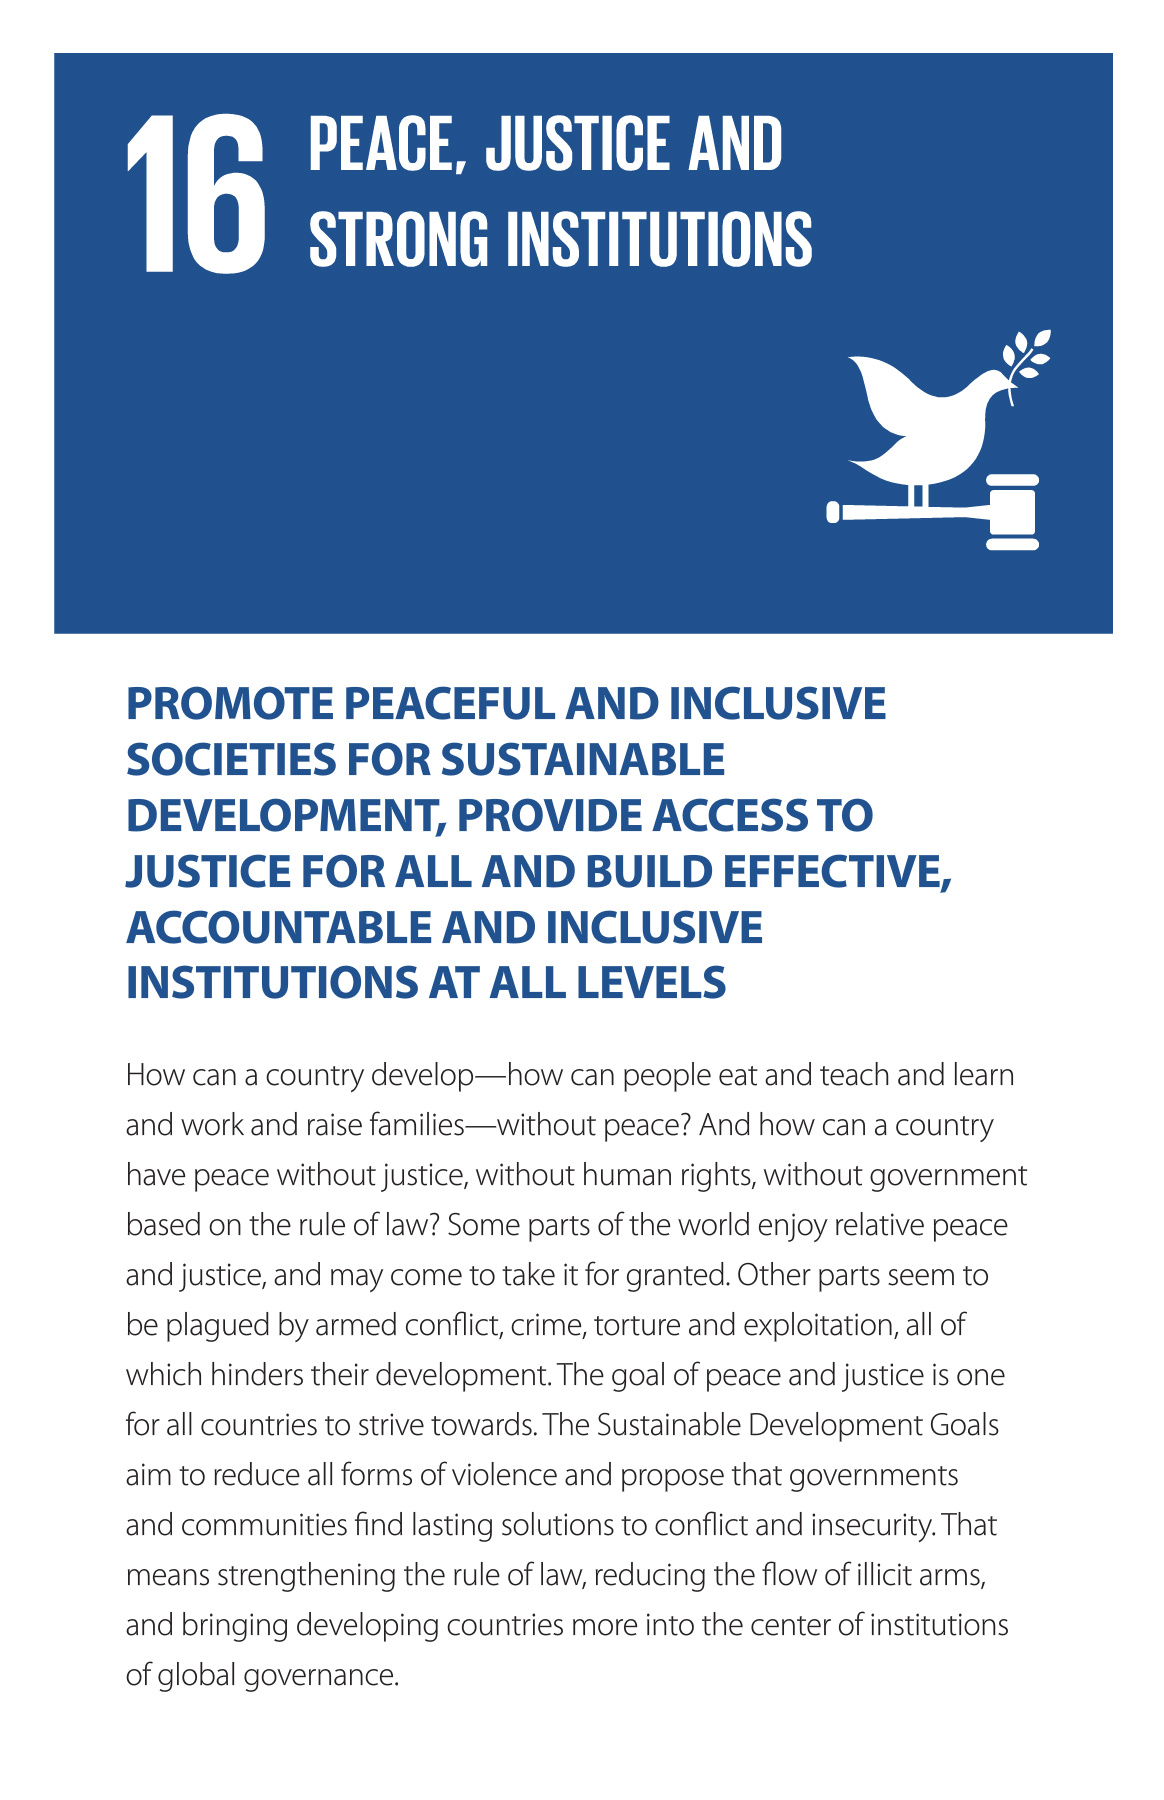 16 PEACE, JUSTICE AND
STRONG INSTITUTIONS
PROMOTE PEACEFUL AND INCLUSIVE
SOCIETIES FOR SUSTAINABLE
DEVELOPMENT, PROVIDE ACCESS TO
JUSTICE FOR ALL AND BUILD EFFECTIVE,
ACCOUNTABLE AND INCLUSIVE
INSTITUTIONS AT ALL LEVELS
How can a country develop—how can people eat and teach and learn
and work and raise families—without peace? And how can a country
have peace without justice, without human rights, without government
based on the rule of law? Some parts of the world enjoy relative peace
and justice, and may come to take it for granted. Other parts seem to
be plagued by armed conflict, crime, torture and exploitation, all of
which hinders their development. The goal of peace and justice is one
for all countries to strive towards. The Sustainable Development Goals
aim to reduce all forms of violence and propose that governments
and communities find lasting solutions to conflict and insecurity. That
means strengthening the rule of law, reducing the flow of illicit arms,
and bringing developing countries more into the center of institutions
of global governance.